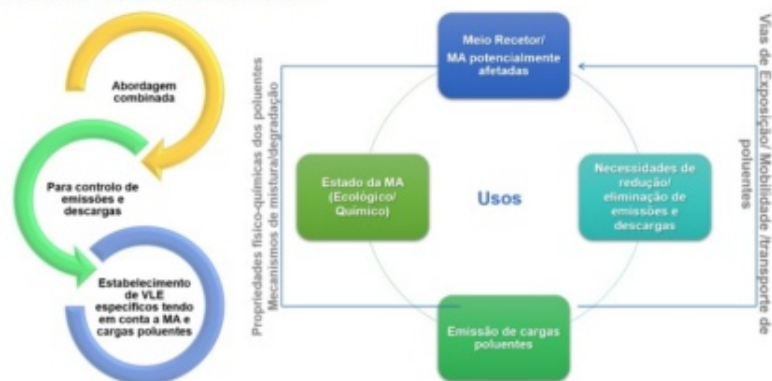 Abordagem
combinada
Para controlo de
emissões e
descargas
Estabelecimento
de VLE
específicos tendo
em conta a MA e
cargas poluentes
Propriedades físico-químicas dos poluentes
Mecanismos de mistura/degradação
Meio Recetor/
MA potencialmente
afetadas
Estado da MA
(Ecológico/
Químico)
Usos
Necessidades de
redução/
eliminação de
emissões e
descargas
Emissão de cargas
poluentes
Vias de Exposição/ Mobilidade /transporte de
poluentes